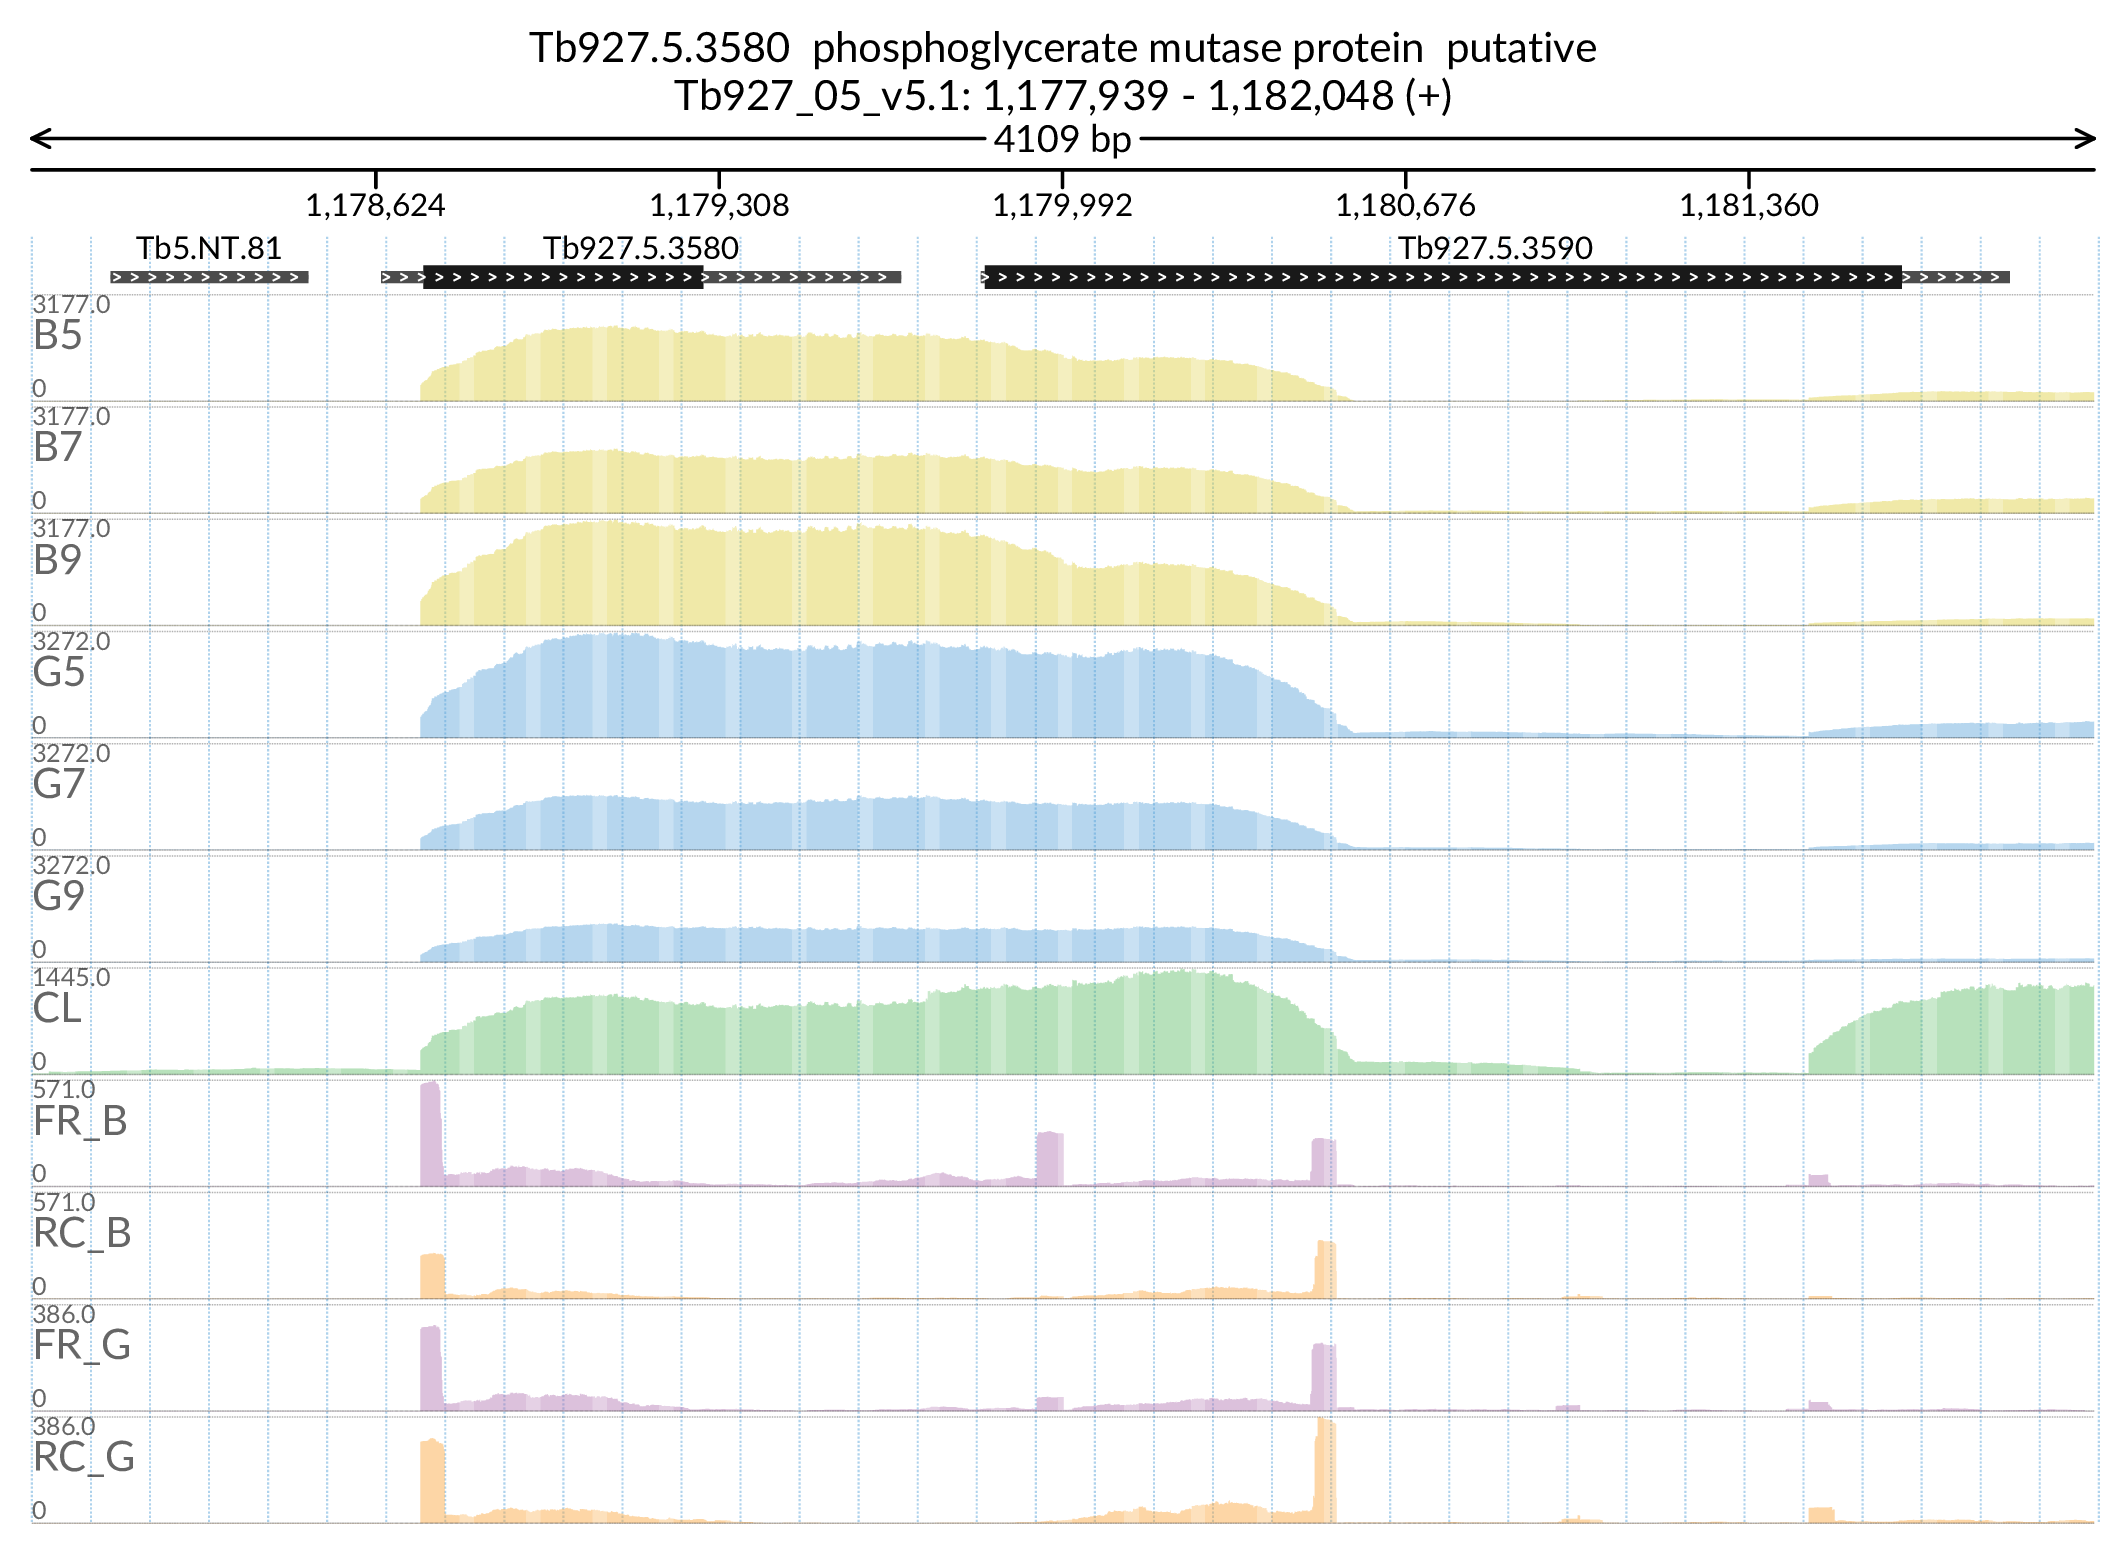 Tb927.5.3580 phosphoglycerate mutase protein putative
Tb927_05_v5.1: 1,177,939 - 1,182,048 (+)
4109 bp
1,178,624 1,179,308 1,179,992 1,180,676 1,181,360
Tb5.NT.81 Tb927.5.3580 Tb927.5.3590
3177.0
B5
0
3177.0
B7
0
3177.0
B9
0
3272.0
G5
0
3272.0
G7
0
3272.0
G9
0
1445.0
CL
0
571.0
FR_B
0
571.0
RC_B
0
386.0
FR_G
0
386.0
RC_G
0